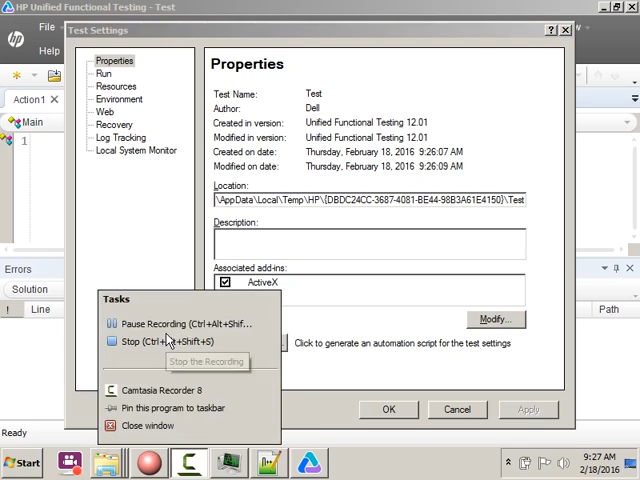 HP Unified Functional Testing - Test
File
Help
Action1
Main
1
Test Settings
Properties
Run
Resources
Environment
Web
Recovery
Log Tracking
Local System Monitor
Properties
Test Name: Test
Author: Dell
Created in version: Unified Functional Testing 12.01
Modified in version: Unified Functional Testing 12.01
Created on date: Thursday, February 18, 2016 9:26:07 AM
Modified on date: Thursday, February 18, 2016 9:26:09 AM
Location:
\AppData\Local\Temp\HP\{DBDC24CC-3687-4081-BE44-98B3A61E4150}\Test
Description:
Associated add-ins:
ActiveX
Modify...
Click to generate an automation script for the test settings
OK Cancel Apply
Errors
Solution
! Line
Path
Ready
Tasks
Pause Recording (Ctrl+Alt+Shif...
Stop (Ctrl+Alt+Shift+S)
Stop the Recording
Camtasia Recorder 8
Pin this program to taskbar
Close window
Start
9:27 AM
2/18/2016